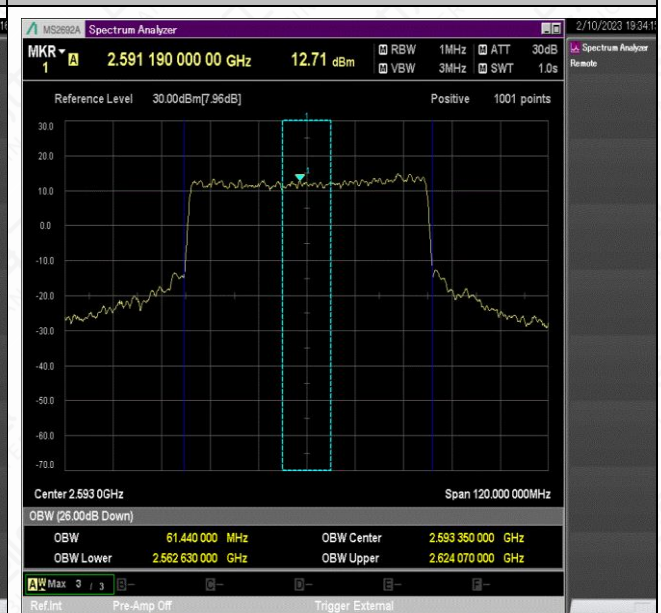 MS2692A Spectrum Analyzer
2/10/2023 19:34:1
MKR 1 A 2.591 190 000 00 GHz 12.71 dBm
M RBW 1MHz M ATT 30dB
M VBW 3MHz M SWT 1.0s
Spectrum Analyzer
Remote
Reference Level 30.00dBm[7.96dB] Positive 1001 points
1
30.0
20.0
1
10.0
0.0
-10.0
-20.0
-30.0
-40.0
-50.0
-60.0
-70.0
Center 2.593 0GHz Span 120.000 000MHz
OBW (26.00dB Down)
OBW 61.440 000 MHz OBW Center 2.593 350 000 GHz
OBW Lower 2.562 630 000 GHz OBW Upper 2.624 070 000 GHz
A W Max 3 / 3 B- C- D- E- F-
Ref.Int Pre-Amp Off Trigger External